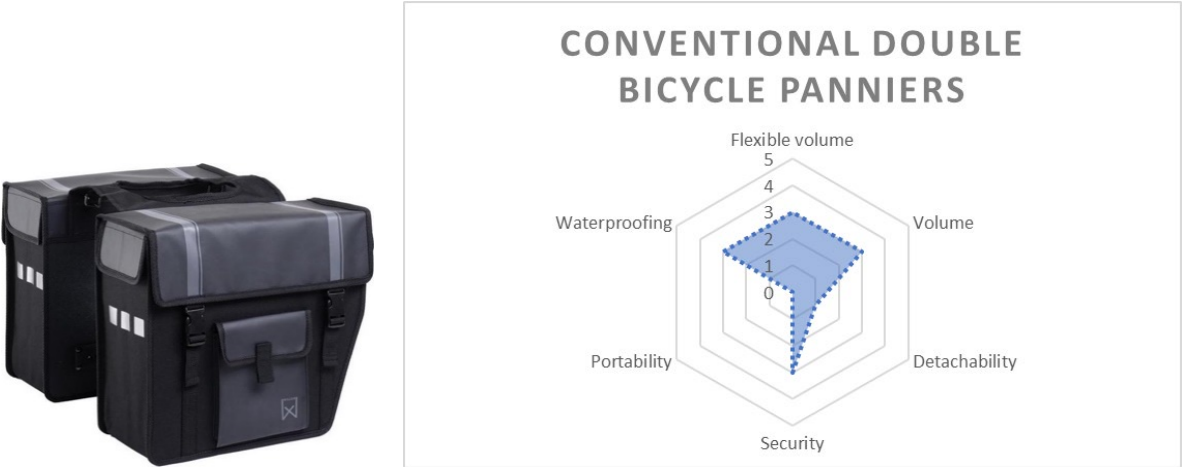 CONVENTIONAL DOUBLE
BICYCLE PANNIERS
Flexible volume
5
4
3
2
1
0
Waterproofing
Volume
Portability
Detachability
Security